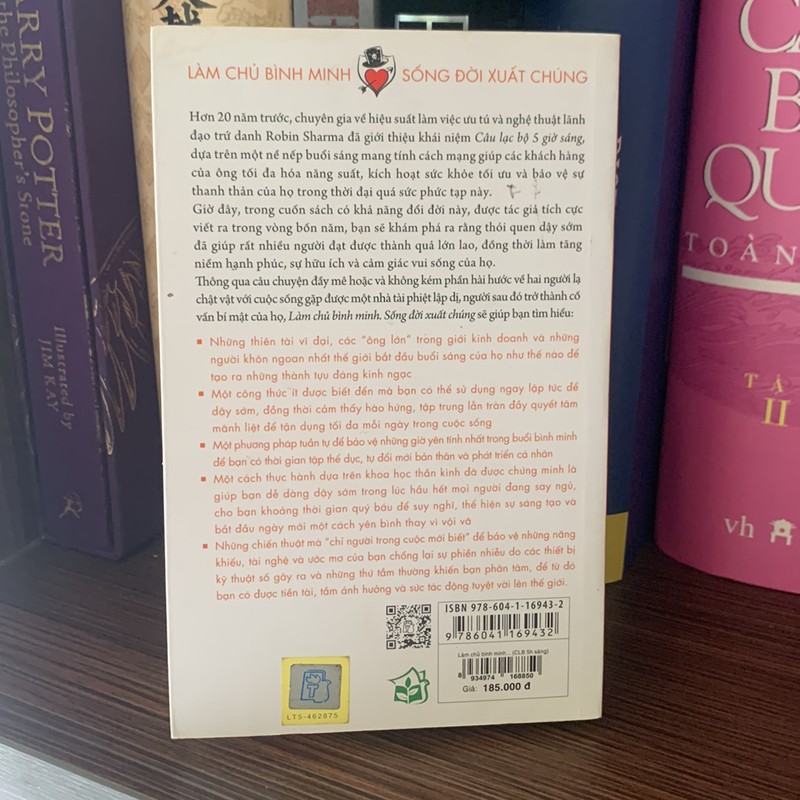 LÀM CHỦ BÌNH MINH SỐNG ĐỜI XUẤT CHÚNG
Hơn 20 năm trước, chuyên gia về hiệu suất làm việc ưu tú và nghệ thuật lãnh
đạo trứ danh Robin Sharma đã giới thiệu khái niệm Câu lạc bộ 5 giờ sáng,
dựa trên một nề nếp buổi sáng mang tính cách mạng giúp các khách hàng
của ông tối đa hóa năng suất, kích hoạt sức khỏe tối ưu và bảo vệ sự
thanh thản của họ trong thời đại quá sức phức tạp này.
Giờ đây, trong cuốn sách có khả năng đổi đời này, được tác giả tích cực
viết ra trong vòng bốn năm, bạn sẽ khám phá ra rằng thói quen dậy sớm
đã giúp rất nhiều người đạt được thành quả lớn lao, đồng thời làm tăng
niềm hạnh phúc, sự hữu ích và cảm giác vui sống của họ.
Thông qua câu chuyện đầy mê hoặc và không kém phần hài hước về hai người lạ
chật vật với cuộc sống gặp được một nhà tài phiệt lập dị, người sau đó trở thành cố
vấn bí mật của họ, Làm chủ bình minh. Sống đời xuất chúng sẽ giúp bạn tìm hiểu:
▪ Những thiên tài vĩ đại, các "ông lớn" trong giới kinh doanh và những
người khôn ngoan nhất thế giới bắt đầu buổi sáng của họ như thế nào để
tạo ra những thành tựu đáng kinh ngạc
▪ Một công thức ít được biết đến mà bạn có thể sử dụng ngay lập tức để
dậy sớm, đồng thời cảm thấy hào hứng, tập trung lẫn tràn đầy quyết tâm
mãnh liệt để tận dụng tối đa mỗi ngày trong cuộc sống
▪ Một phương pháp tuần tự để bảo vệ những giờ yên tĩnh nhất trong buổi bình minh
để bạn có thời gian tập thể dục, tự đổi mới bản thân và phát triển cá nhân
▪ Một cách thực hành dựa trên khoa học thần kinh đã được chứng minh là
giúp bạn dễ dàng dậy sớm trong lúc hầu hết mọi người đang say ngủ,
cho bạn khoảng thời gian quý báu để suy nghĩ, thể hiện sự sáng tạo và
bắt đầu ngày mới một cách yên bình thay vì vội vã
▪ Những chiến thuật mà "chỉ người trong cuộc mới biết" để bảo vệ những năng
khiếu, tài nghệ và ước mơ của bạn chống lại sự phiền nhiễu do các thiết bị
kỹ thuật số gây ra và những thứ tầm thường khiến bạn phân tâm, để từ đó
bạn có được tiền tài, tầm ảnh hưởng và sức tác động tuyệt vời lên thế giới.
ISBN 978-604-1-16943-2
9 786041 169432
Làm chủ bình minh... (CLB 5h sáng)
8 934974 168850
Giá: 185.000 đ
T
LT5-462875
ARRY POTTER
the Philosopher's Stone
Illustrated by
JIM KAY
QU
TOÀN
TẬ
II
vh